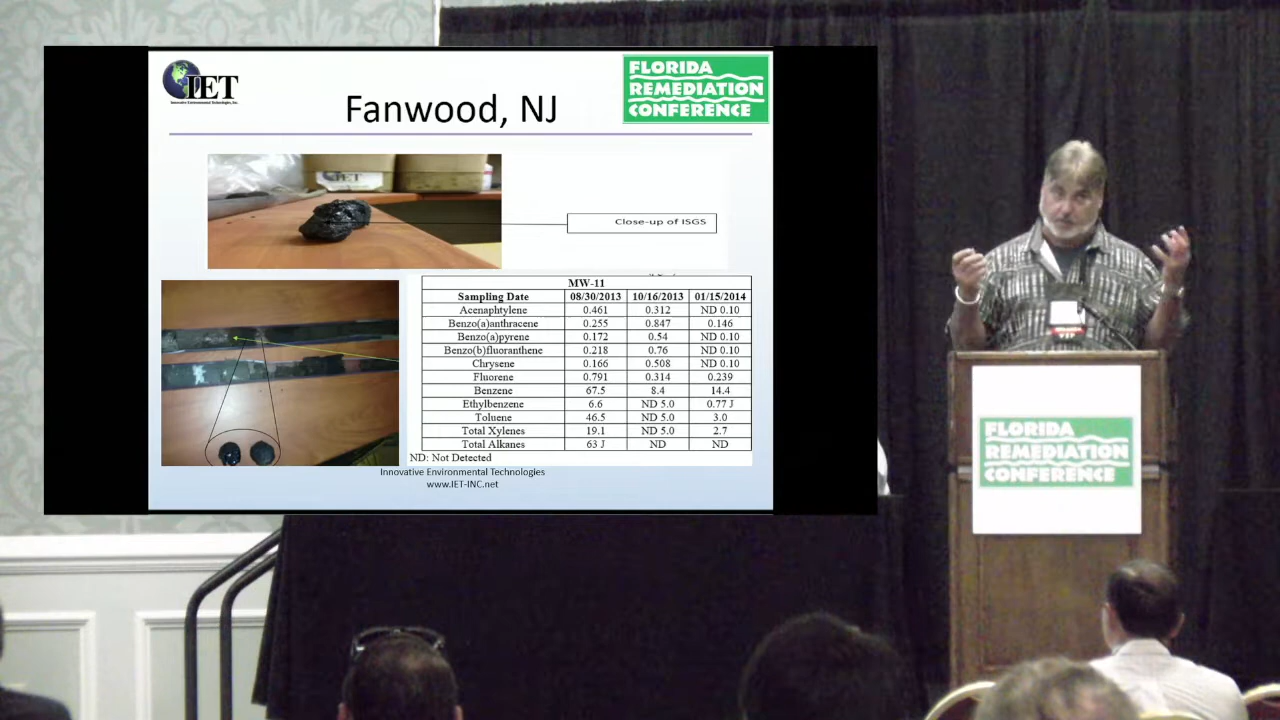 IET
Innovative Environmental Technologies, Inc.
FLORIDA
REMEDIATION
CONFERENCE
Fanwood, NJ
IET
Close-up of ISGS
MW-11
Sampling Date 08/30/2013 10/16/2013 01/15/2014
Acenaphtylene 0.461 0.312 ND 0.10
Benzo(a)anthracene 0.255 0.847 0.146
Benzo(a)pyrene 0.172 0.54 ND 0.10
Benzo(b)fluoranthene 0.218 0.76 ND 0.10
Chrysene 0.166 0.508 ND 0.10
Fluorene 0.791 0.314 0.239
Benzene 67.5 8.4 14.4
Ethylbenzene 6.6 ND 5.0 0.77 J
Toluene 46.5 ND 5.0 3.0
Total Xylenes 19.1 ND 5.0 2.7
Total Alkanes 63 J ND ND
ND: Not Detected
Innovative Environmental Technologies
www.IET-INC.net
FLORIDA
REMEDIATION
CONFERENCE